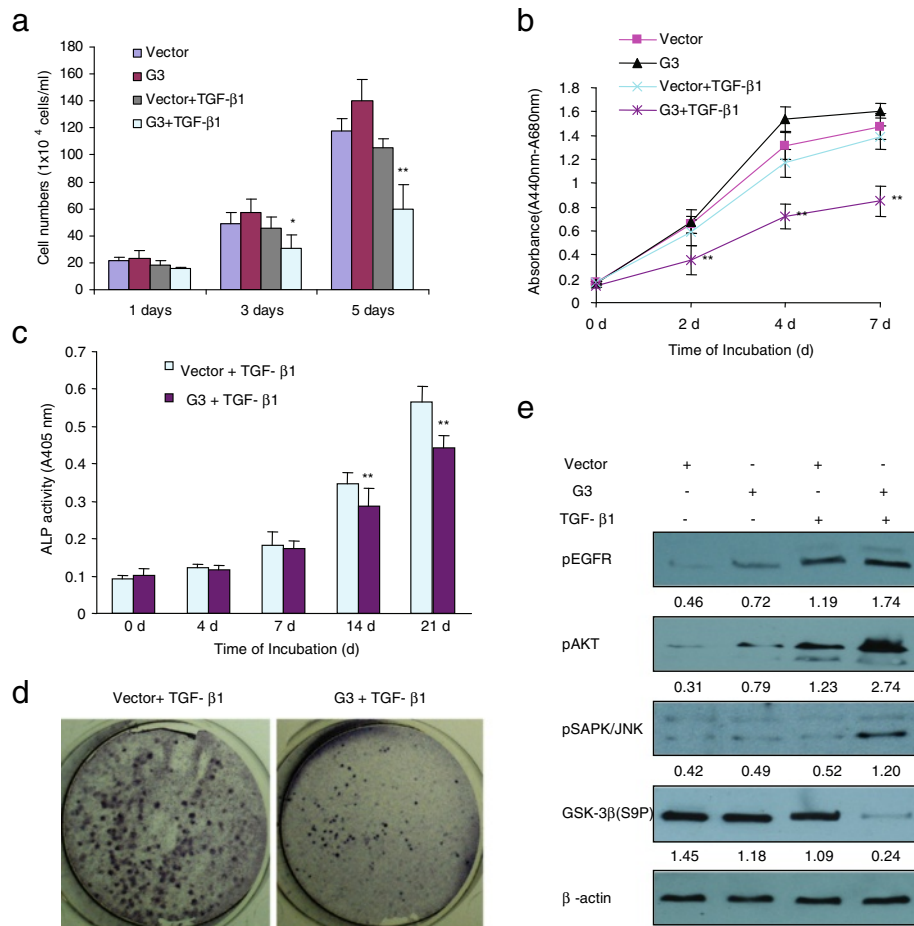 a
Vector
G3
Vector+TGF-β1
G3+TGF-β1
Cell numbers (1x10 4 cells/ml)
180
160
140
120
100
80
60
40
20
0
*
**
1 days
3 days
5 days
b
Vector
G3
Vector+TGF-β1
G3+TGF-β1
Absorbance(A440nm-A680nm)
1.6
1.4
1.2
1
0.8
0.6
0.4
0.2
0
**
**
**
0 d
2 d
4 d
7 d
Time of Incubation (d)
c
Vector + TGF- β1
G3 + TGF- β1
ALP activity (A405 nm)
0.7
0.6
0.5
0.4
0.3
0.2
0.1
0
**
**
0 d
4 d
7 d
14 d
21 d
Time of Incubation (d)
d
Vector+ TGF- β1
G3 + TGF- β1
e
Vector + - + -
G3 - + - +
TGF- β1 - - + +
pEGFR
0.46 0.72 1.19 1.74
pAKT
0.31 0.79 1.23 2.74
pSAPK/JNK
0.42 0.49 0.52 1.20
GSK-3β(S9P)
1.45 1.18 1.09 0.24
β -actin